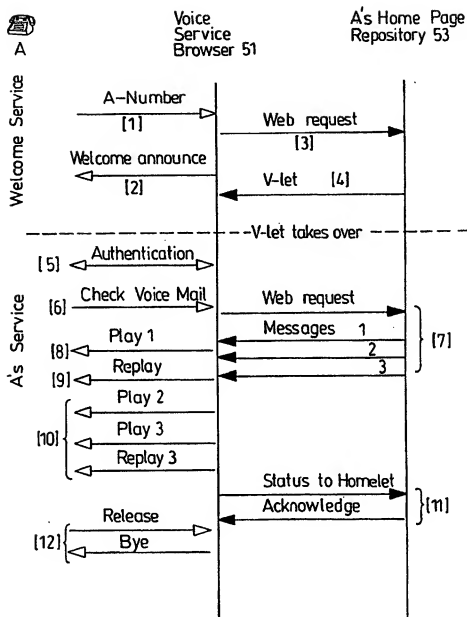 A
Voice
Service
Browser 51
A's Home Page
Repository 53
Welcome Service
A-Number
[1]
Web request
[3]
Welcome announce
[2]
V-let [4]
V-let takes over
A's Service
[5] Authentication
[6] Check Voice Mail
Web request
Messages 1
2
3
[7]
[8] Play 1
[9] Replay
[10]
Play 2
Play 3
Replay 3
Status to Homelet
Acknowledge
[11]
[12]
Release
Bye